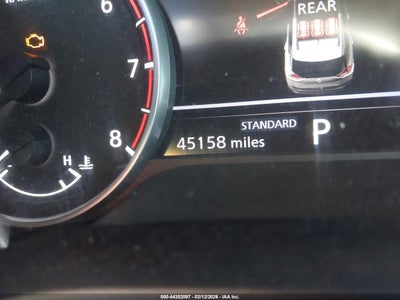 REAR
6
7
8
STANDARD
P
45158 miles
H
000-44352097 - 02/12/2026 - IAA Inc.